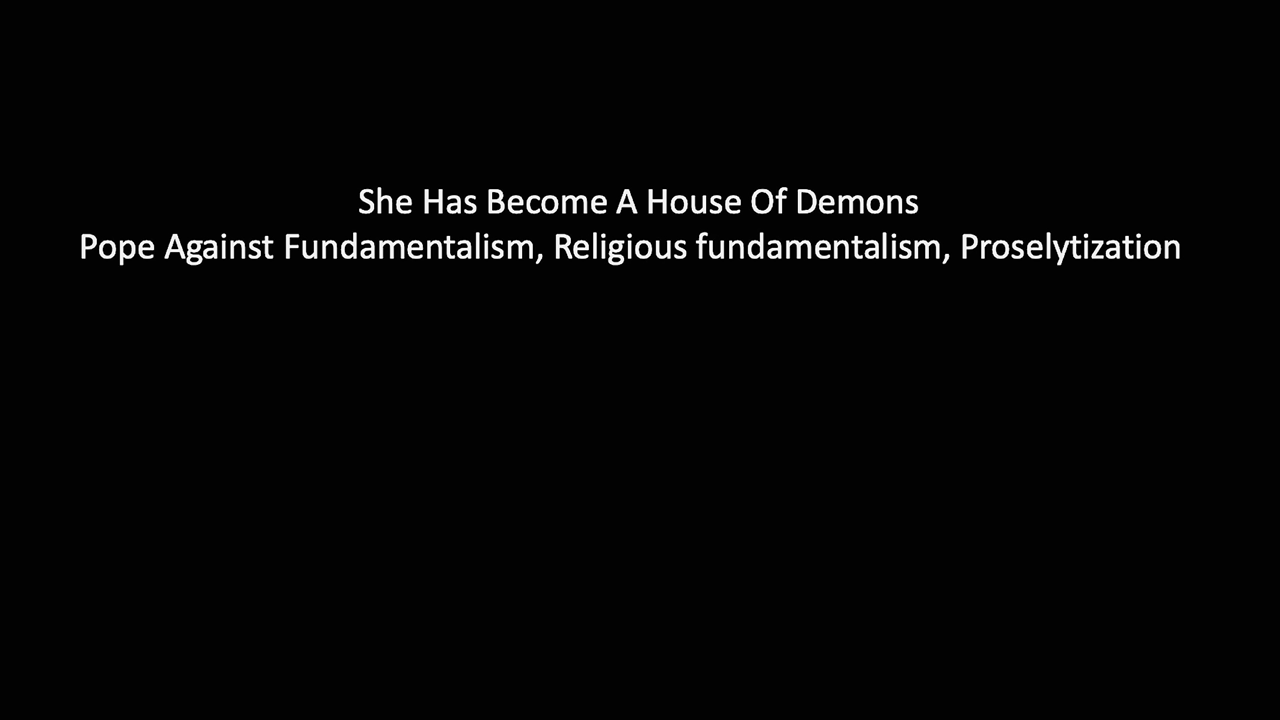 She Has Become A House Of Demons
Pope Against Fundamentalism, Religious fundamentalism, Proselytization